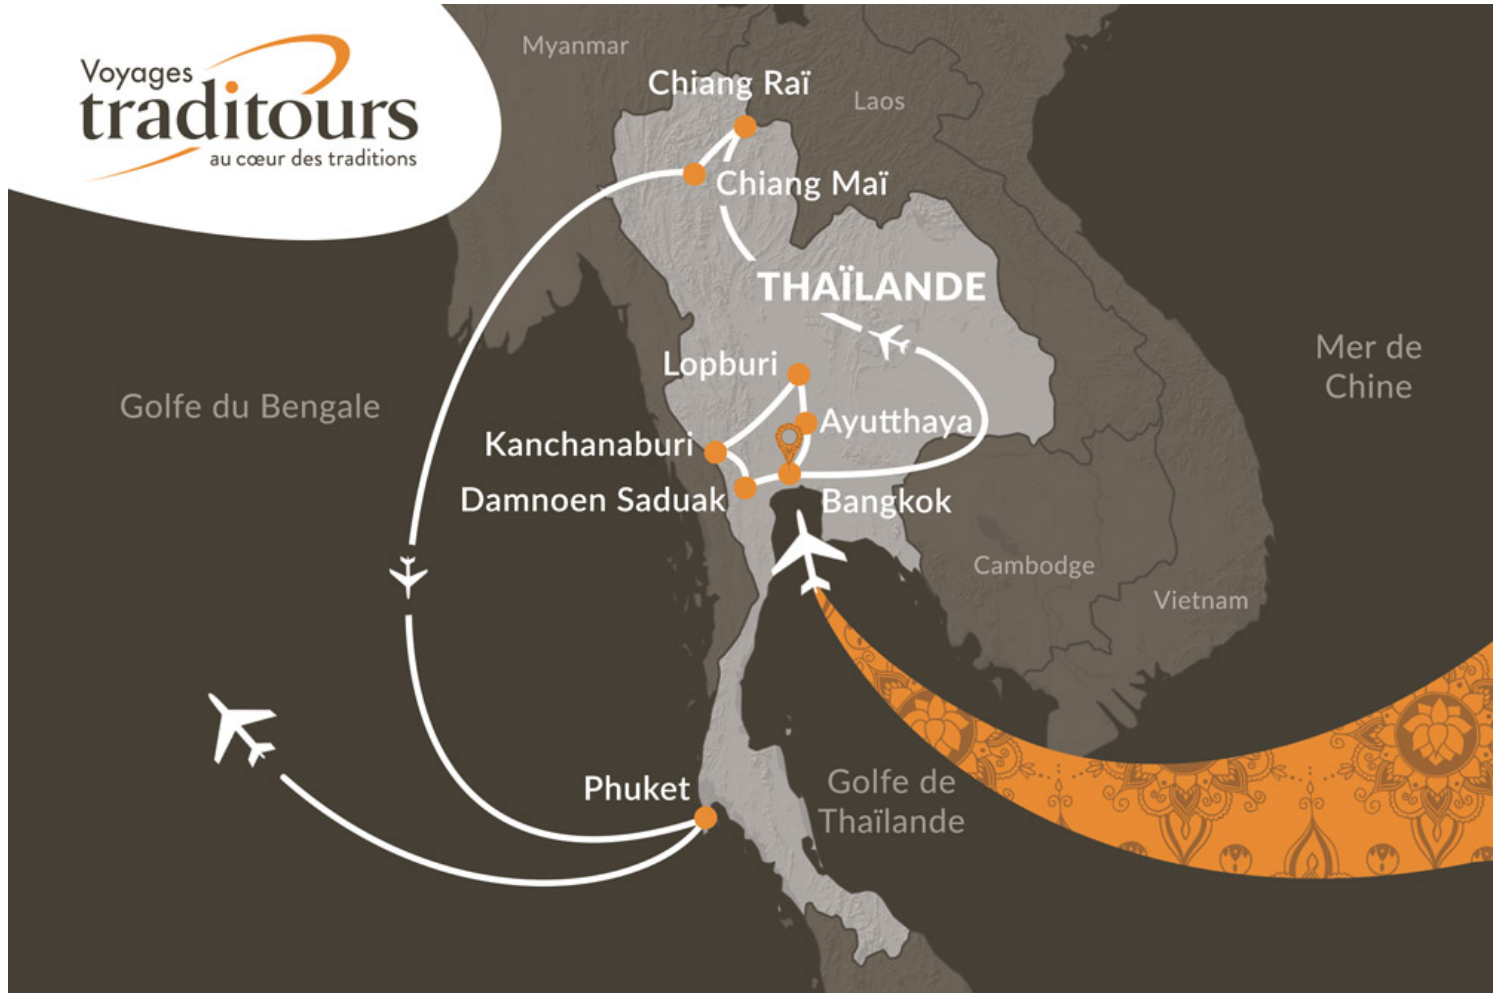 Voyages
traditours
au cœur des traditions
Myanmar
Chiang Raï
Laos
Chiang Maï
THAÏLANDE
Mer de
Chine
Lopburi
Golfe du Bengale
Ayutthaya
Kanchanaburi
Damnoen Saduak
Bangkok
Cambodge
Vietnam
Phuket
Golfe de
Thaïlande